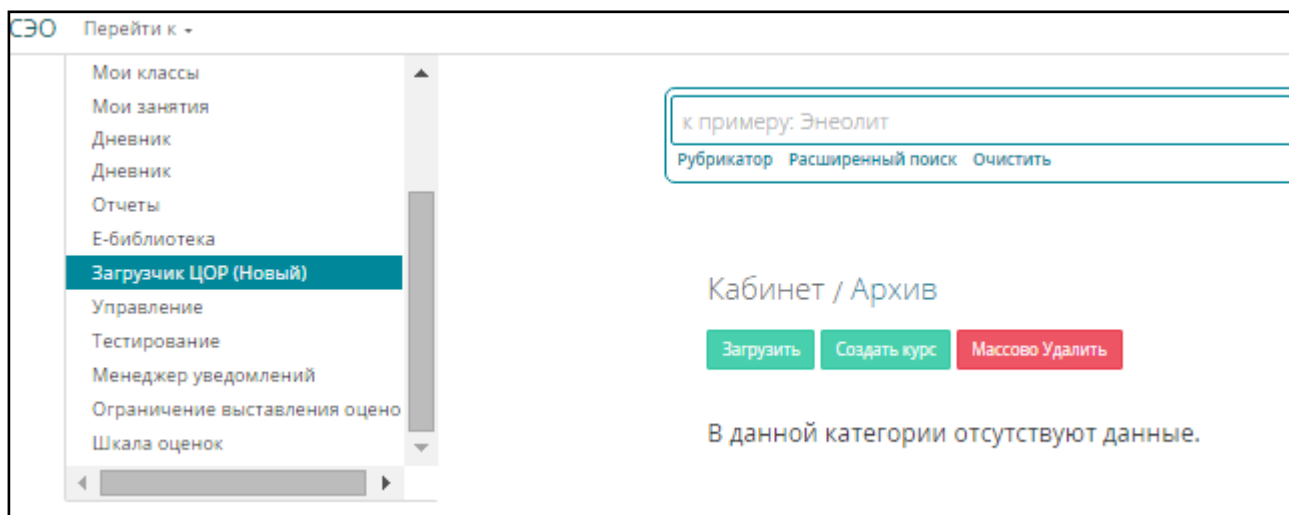 СЭО Перейти к
Мои классы
Мои занятия
Дневник
Дневник
Отчеты
Е-библиотека
Загрузчик ЦОР (Новый)
Управление
Тестирование
Менеджер уведомлений
Ограничение выставления оцено
Шкала оценок
к примеру: Энеолит
Рубрикатор Расширенный поиск Очистить
Кабинет / Архив
Загрузить Создать курс Массово Удалить
В данной категории отсутствуют данные.